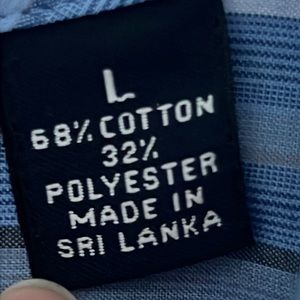 L
68% COTTON
32%
POLYESTER
MADE IN
SRI LANKA